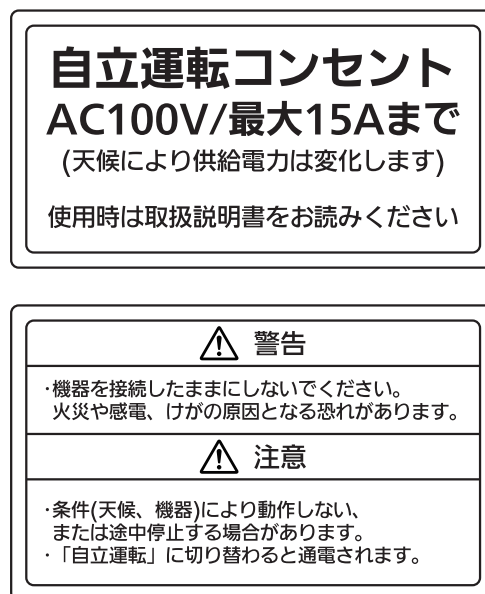 自立運転コンセント
AC100V/最大15Aまで
(天候により供給電力は変化します)
使用時は取扱説明書をお読みください
警告
·機器を接続したままにしないでください。
火災や感電、けがの原因となる恐れがあります。
注意
·条件(天候、機器)により動作しない、
または途中停止する場合があります。
·「自立運転」に切り替わると通電されます。